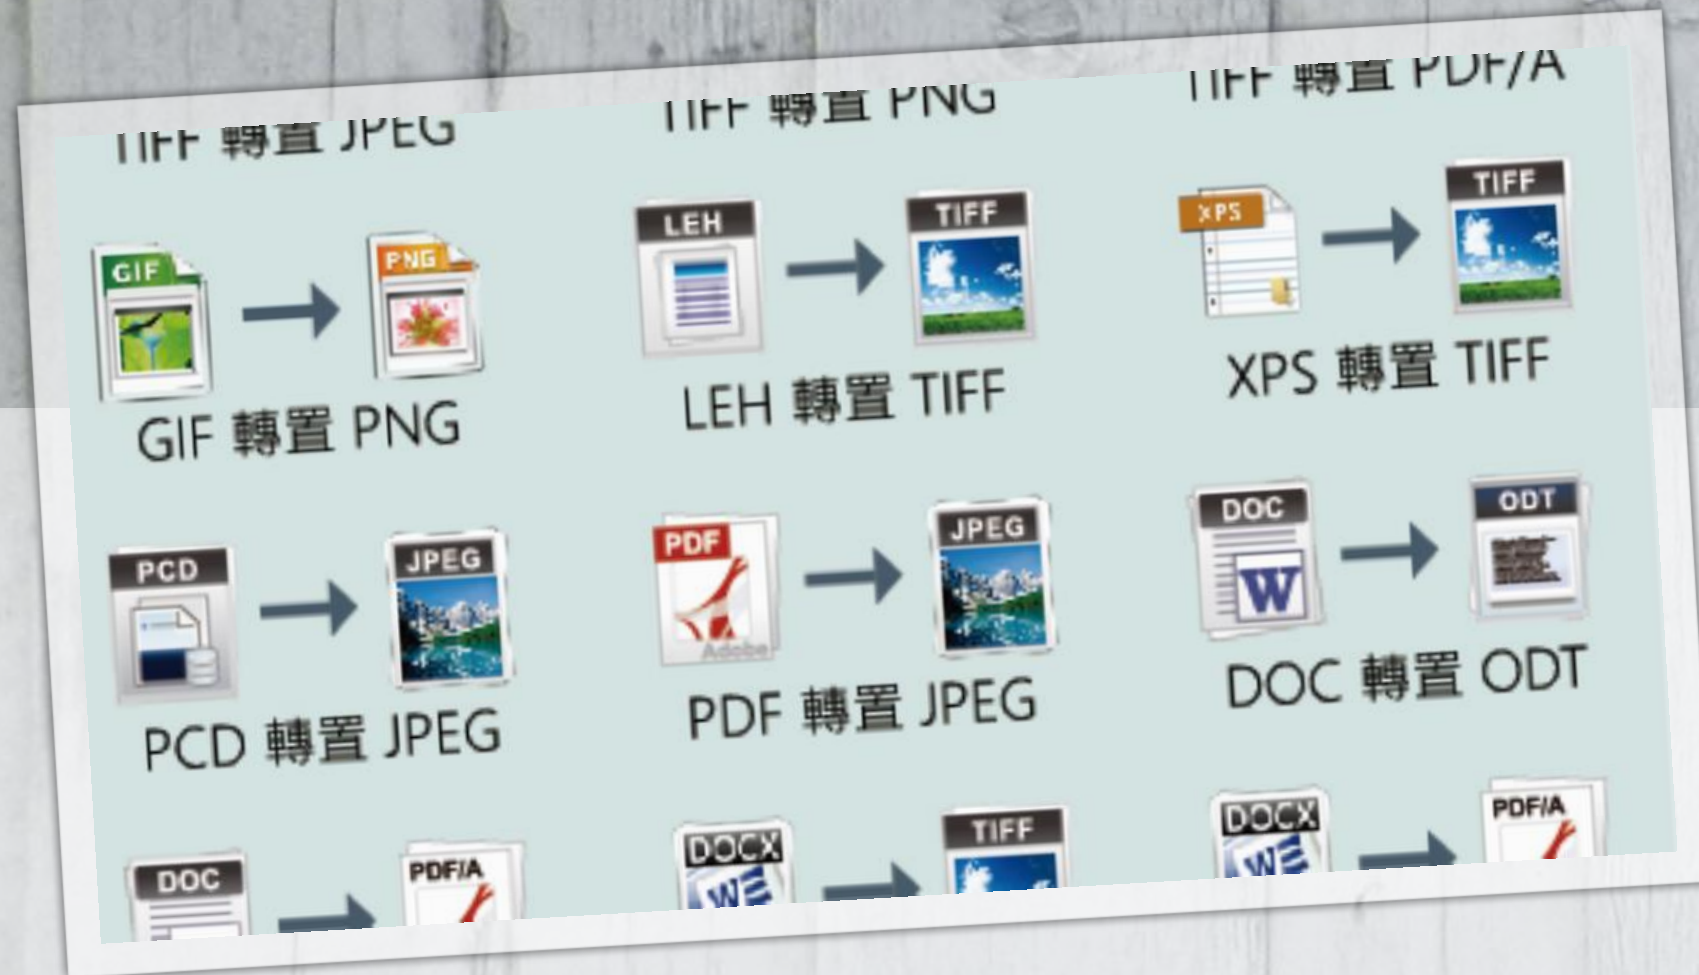 TIFF 轉置 JPEG
TIFF 轉置 PNG
TIFF 轉置 PDF/A
GIF
PNG
GIF 轉置 PNG
LEH
TIFF
LEH 轉置 TIFF
XPS
TIFF
XPS 轉置 TIFF
PCD
JPEG
PCD 轉置 JPEG
PDF
Adobe
JPEG
PDF 轉置 JPEG
DOC
W
ODT
DOC 轉置 ODT
DOC
PDF/A
DOCX
W
TIFF
DOCX
W
PDF/A